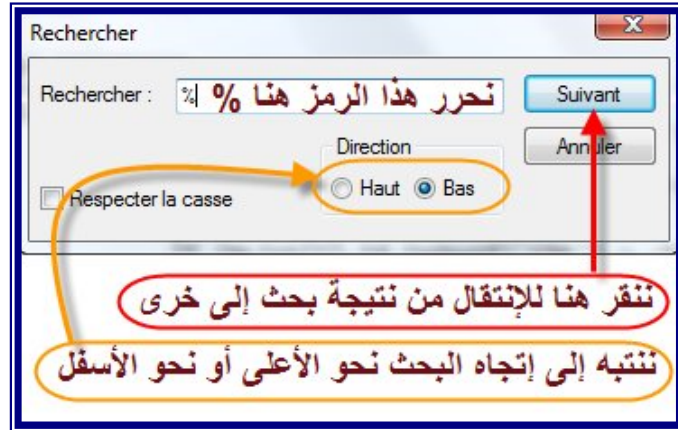 Rechercher
Rechercher : % نحرر هذا الرمز هنا % Suivant
Direction Annuler
Respecter la casse Haut Bas
ننقر هنا للإنتقال من نتيجة بحث إلى خرى
ننتبه إلى إتجاه البحث نحو الأعلى أو نحو الأسفل